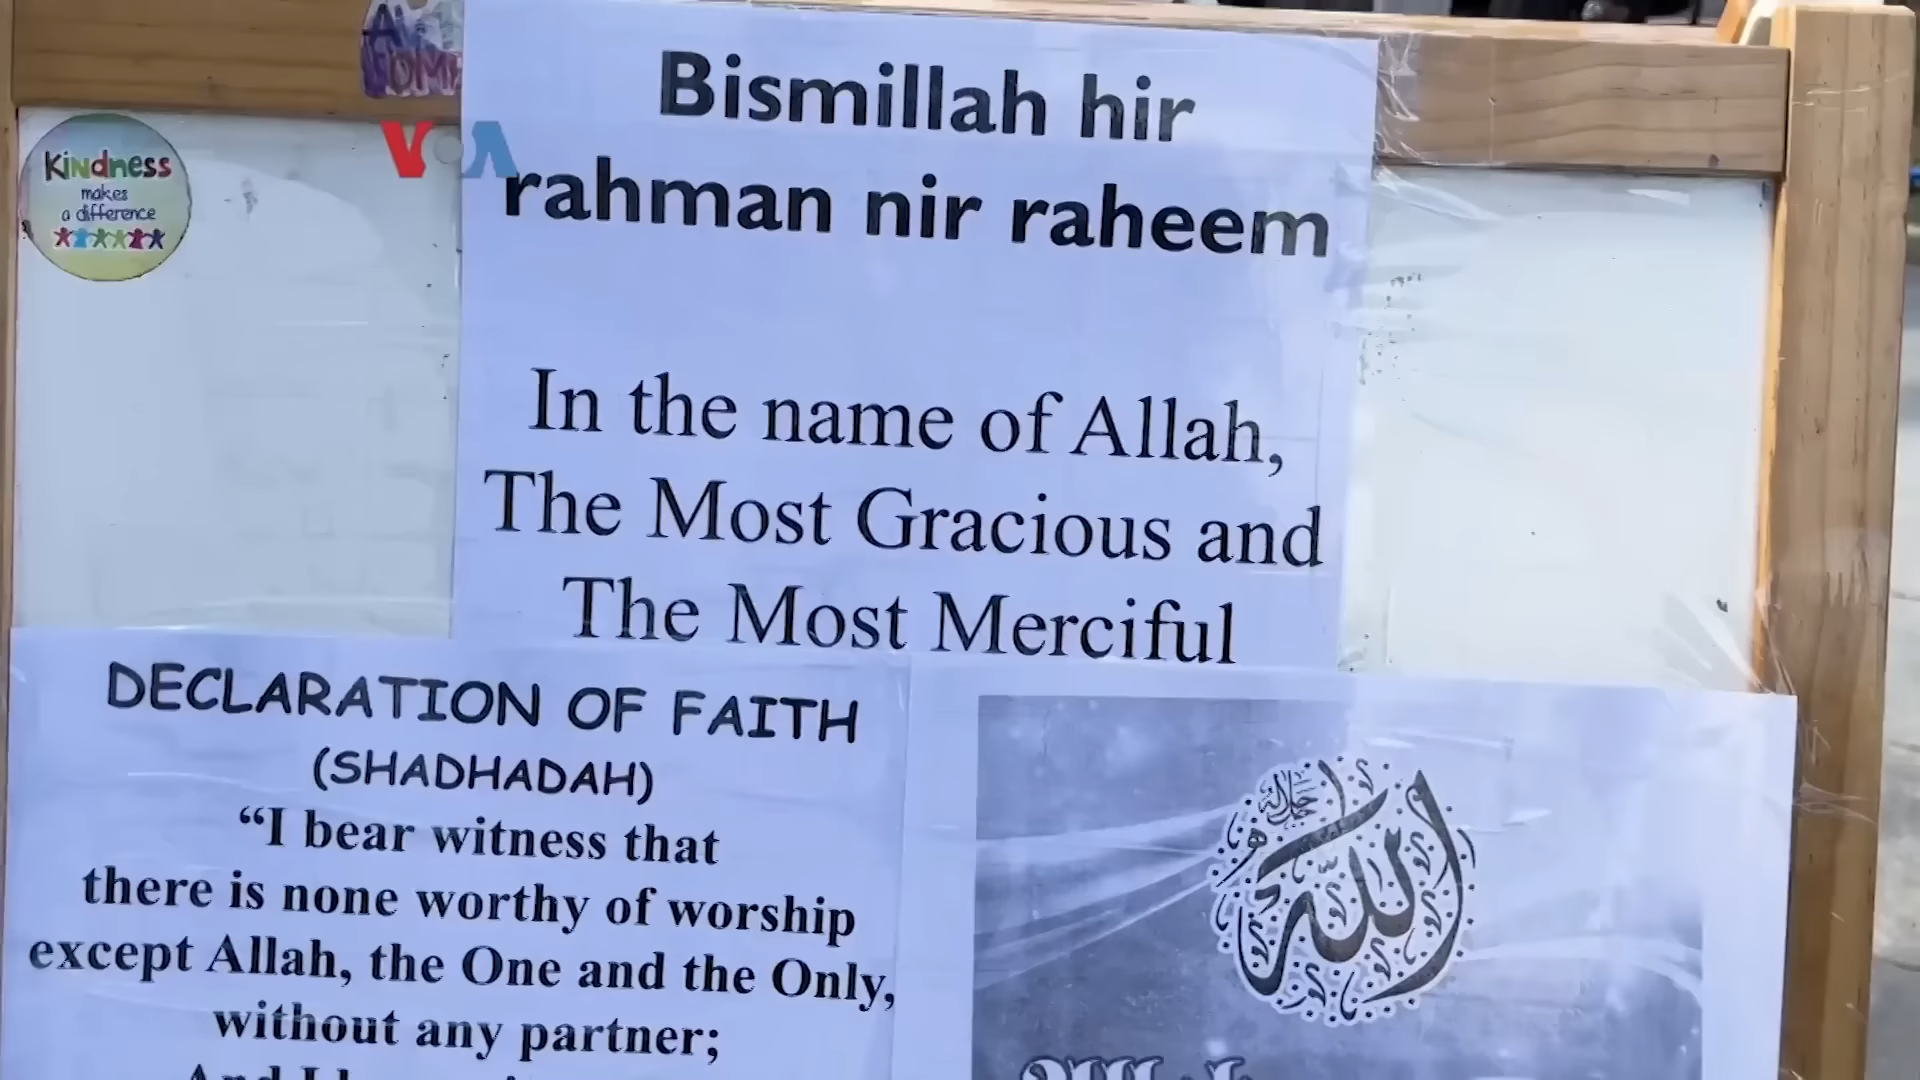 Kindness
makes
a difference
VOA
Bismillah hir
rahman nir raheem
In the name of Allah,
The Most Gracious and
The Most Merciful
DECLARATION OF FAITH
(SHADHADAH)
“I bear witness that
there is none worthy of worship
except Allah, the One and the Only,
without any partner;
الله
جل جلاله